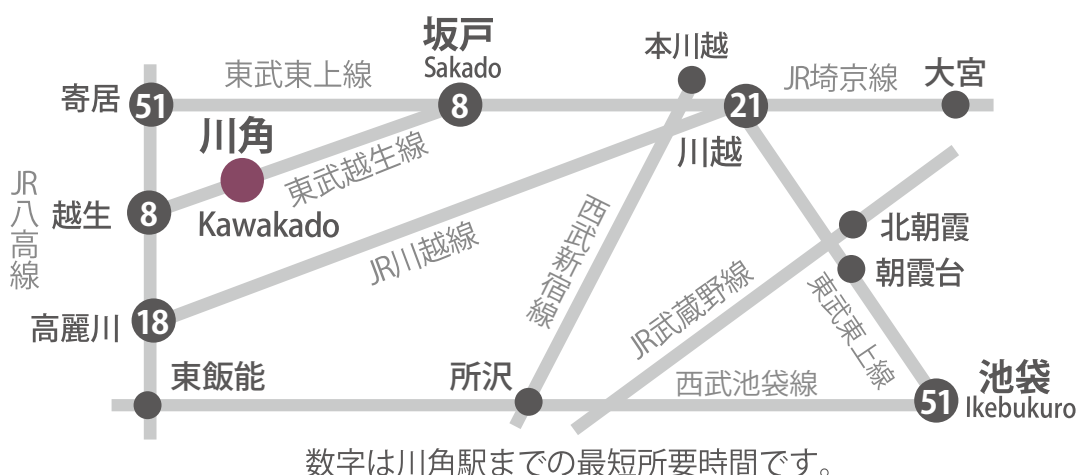 坂戸
Sakado
本川越
東武東上線
JR埼京線
大宮
寄居
51
8
21
川角
川越
東武越生線
JR八高線
越生
8
Kawakado
西武新宿線
北朝霞
JR川越線
朝霞台
高麗川
18
JR武蔵野線
東武東上線
東飯能
所沢
西武池袋線
51
池袋
Ikebukuro
数字は川角駅までの最短所要時間です。